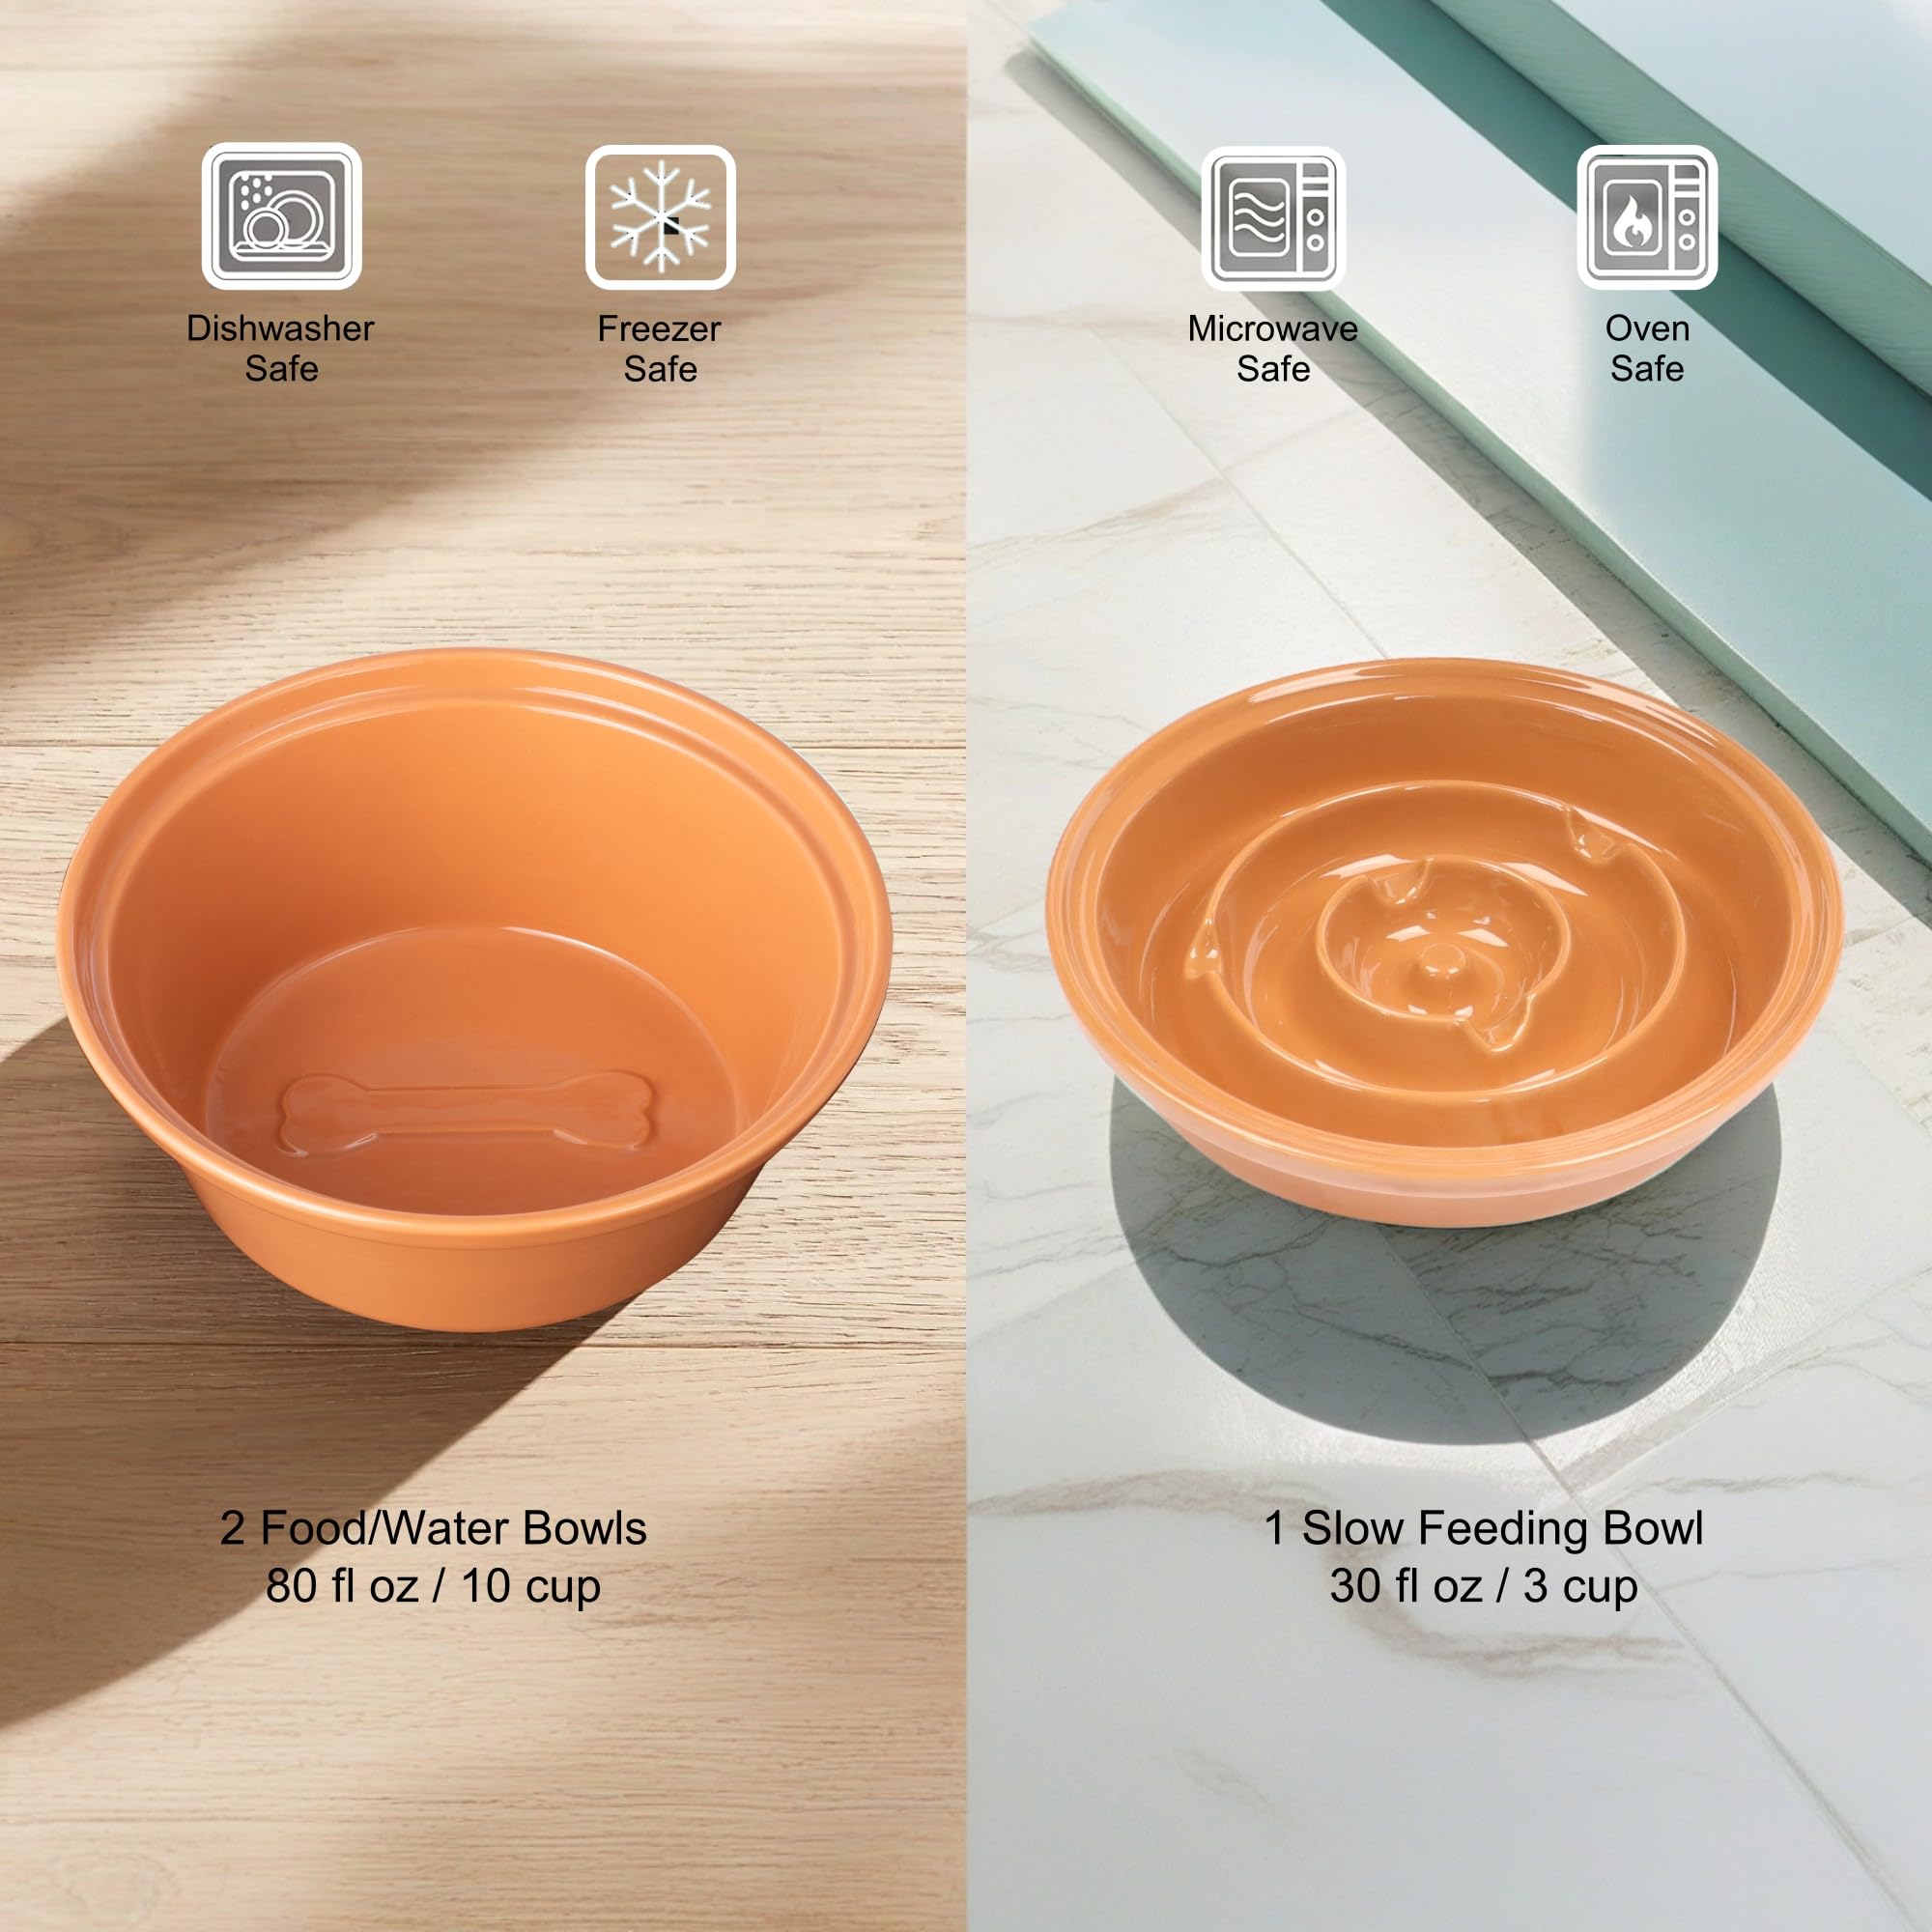 Dishwasher
Safe
Freezer
Safe
Microwave
Safe
Oven
Safe
2 Food/Water Bowls
80 fl oz / 10 cup
1 Slow Feeding Bowl
30 fl oz / 3 cup